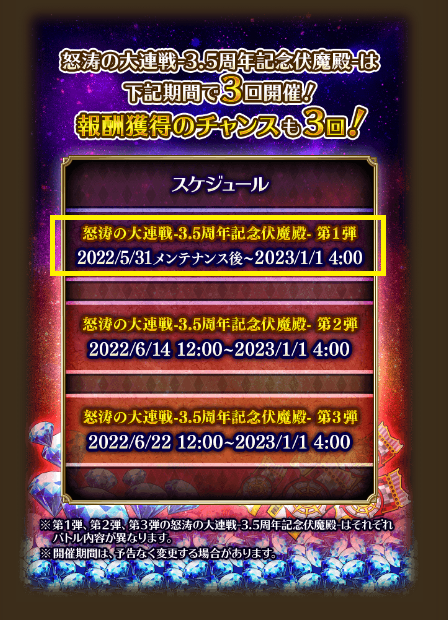 怒涛の大連戦-3.5周年記念伏魔殿-は
下記期間で3回開催!
報酬獲得のチャンスも3回!
スケジュール
怒涛の大連戦-3.5周年記念伏魔殿- 第1弾
2022/5/31メンテナンス後~2023/1/1 4:00
怒涛の大連戦-3.5周年記念伏魔殿- 第2弾
2022/6/14 12:00~2023/1/1 4:00
怒涛の大連戦-3.5周年記念伏魔殿- 第3弾
2022/6/22 12:00~2023/1/1 4:00
※第1弾、第2弾、第3弾の怒涛の大連戦-3.5周年記念伏魔殿-はそれぞれ
バトル内容が異なります。
※開催期間は、予告なく変更する場合があります。